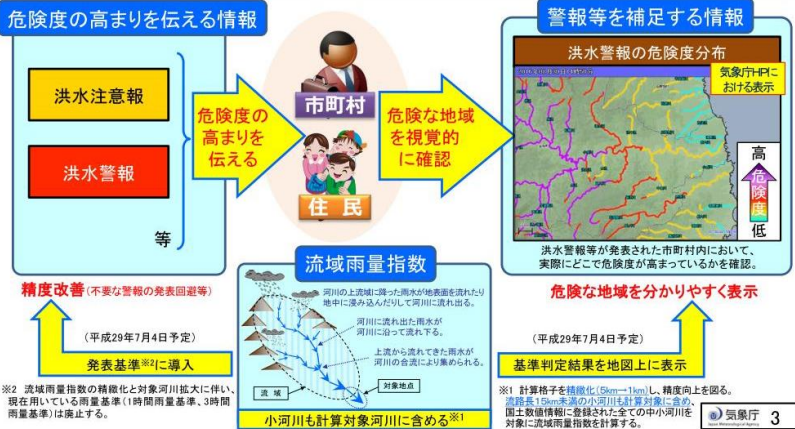 危険度の高まりを伝える情報
洪水注意報
洪水警報
等
危険度の
高まりを
伝える
市町村
住 民
危険な地域
を視覚的
に確認
警報等を補足する情報
洪水警報の危険度分布
気象庁HPに
おける表示
高
危険度
低
洪水警報等が発表された市町村内において、
実際にどこで危険度が高まっているかを確認。
精度改善(不要な警報の発表回避等)
(平成29年7月4日予定)
発表基準※2に導入
※2 流域雨量指数の精緻化と対象河川拡大に伴い、
現在用いている雨量基準(1時間雨量基準、3時間
雨量基準)は廃止する。
流域雨量指数
河川の上流域に降った雨水が地表面を流れたり
地中に浸み込んだりして河川に流れ出る。
河川に流れ出た雨水が
河川に沿って流れ下る。
上流から流れてきた雨水が
河川の合流により集められる。
流 域
対象地点
小河川も計算対象河川に含める※1
危険な地域を分かりやすく表示
(平成29年7月4日予定)
基準判定結果を地図上に表示
※1 計算格子を精緻化(5km→1km)し、精度向上を図る。
流路長15km未満の小河川も計算対象に含め、
国土数値情報に登録された全ての中小河川を
対象に流域雨量指数を計算する。
気象庁
Japan Meteorological Agency
3